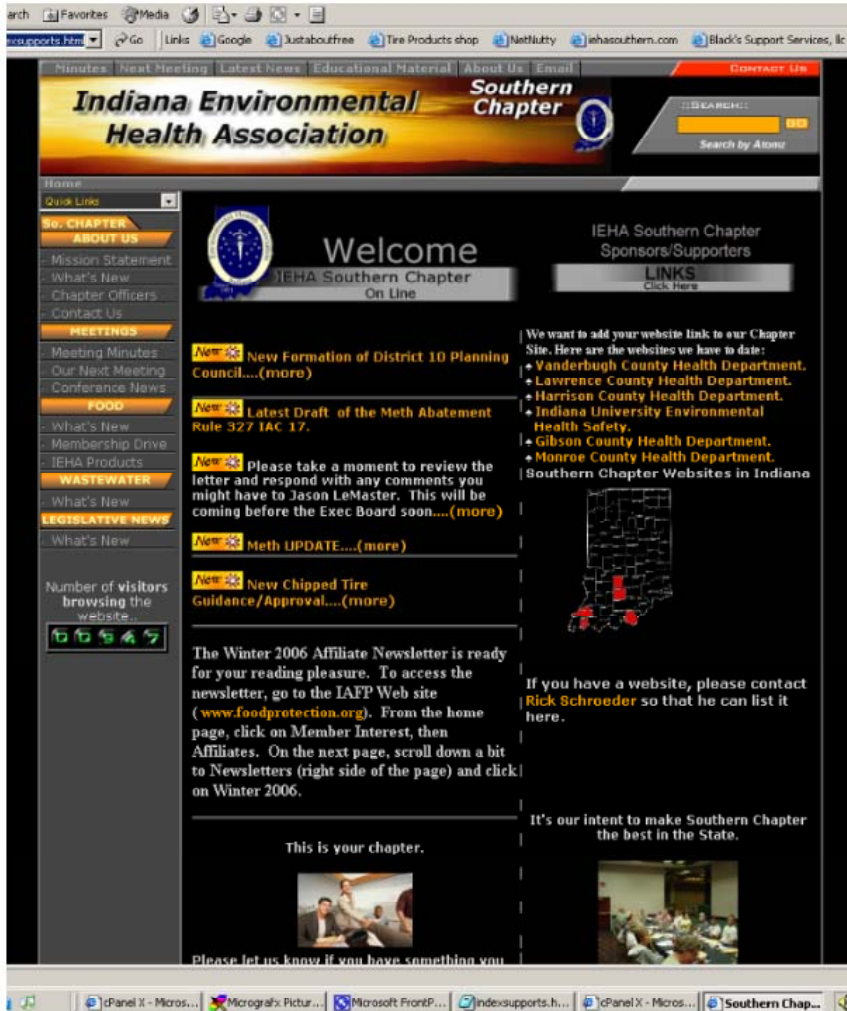 arch Favorites Media
exsupports.htm Go Links Google Justaboutfree Tire Products shop NetNutty iehasouthern.com Black's Support Services, llc
Minutes Next Meeting Latest News Educational Material About Us Email CONTACT US
Indiana Environmental
Health Association
Southern
Chapter
::SEARCH::
GO
Search by Atomz
Home
Quick Links
So. CHAPTER
ABOUT US
- Mission Statement
- What's New
- Chapter Officers
- Contact Us
MEETINGS
- Meeting Minutes
- Our Next Meeting
- Conference News
FOOD
- What's New
- Membership Drive
- IEHA Products
WASTEWATER
- What's New
LEGISLATIVE NEWS
- What's New
Number of visitors
browsing the
website..
Welcome
IEHA Southern Chapter
On Line
New New Formation of District 10 Planning
Council....(more)
New Latest Draft of the Meth Abatement
Rule 327 IAC 17.
New Please take a moment to review the
letter and respond with any comments you
might have to Jason LeMaster. This will be
coming before the Exec Board soon....(more)
New Meth UPDATE....(more)
New New Chipped Tire
Guidance/Approval....(more)
The Winter 2006 Affiliate Newsletter is ready
for your reading pleasure. To access the
newsletter, go to the IAFP Web site
(www.foodprotection.org). From the home
page, click on Member Interest, then
Affiliates. On the next page, scroll down a bit
to Newsletters (right side of the page) and click
on Winter 2006.
This is your chapter.
Please let us know if you have something you
IEHA Southern Chapter
Sponsors/Supporters
LINKS
Click Here
We want to add your website link to our Chapter
Site. Here are the websites we have to date:
Vanderbugh County Health Department.
Lawrence County Health Department.
Harrison County Health Department.
Indiana University Environmental
Health Safety.
Gibson County Health Department.
Monroe County Health Department.
Southern Chapter Websites in Indiana
If you have a website, please contact
Rick Schroeder so that he can list it
here.
It's our intent to make Southern Chapter
the best in the State.
cPanel X - Micros... Micrografx Pictur... Microsoft FrontP... indexsupports.h... cPanel X - Micros... Southern Chap...